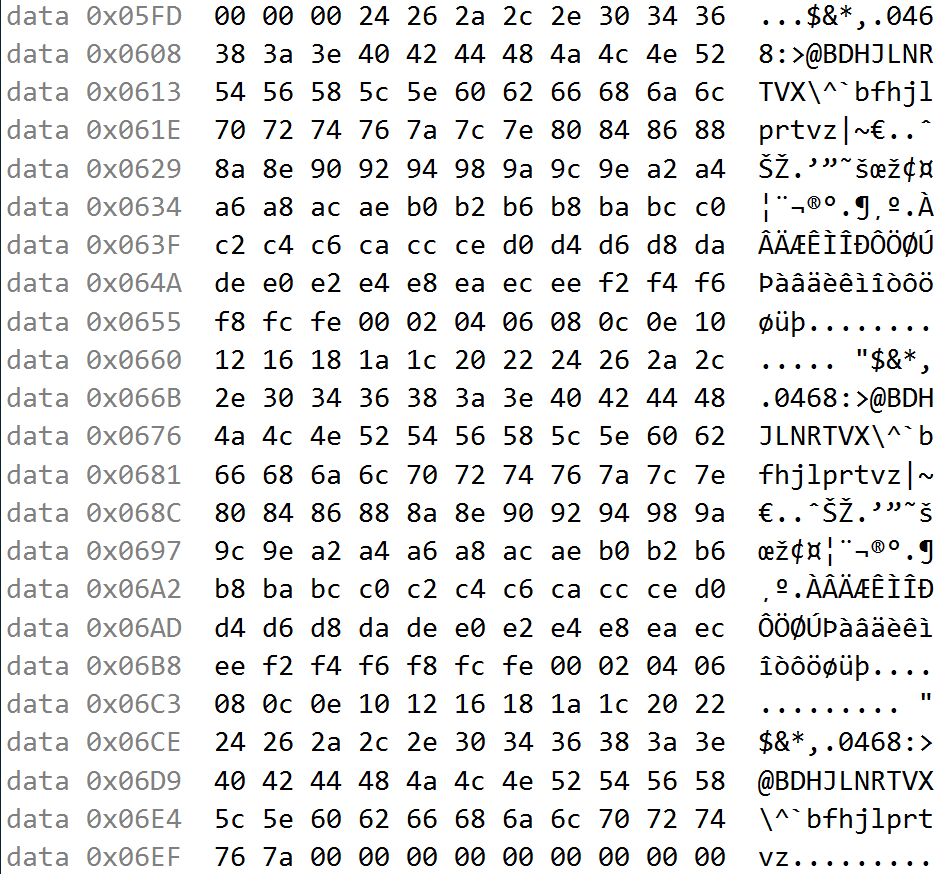 data 0x05FD 00 00 00 24 26 2a 2c 2e 30 34 36 ...$&*,.046
data 0x0608 38 3a 3e 40 42 44 48 4a 4c 4e 52 8:>@BDHJLNR
data 0x0613 54 56 58 5c 5e 60 62 66 68 6a 6c TVX\^`bfhjl
data 0x061E 70 72 74 76 7a 7c 7e 80 84 86 88 prtvz|~€..ˆ
data 0x0629 8a 8e 90 92 94 98 9a 9c 9e a2 a4 ŠŽ.’”˜šœž¢¤
data 0x0634 a6 a8 ac ae b0 b2 b6 b8 ba bc c0 ¦¨¬®°.¶¸º.À
data 0x063F c2 c4 c6 ca cc ce d0 d4 d6 d8 da ÂÄÆÊÌÎÐÔÖØÚ
data 0x064A de e0 e2 e4 e8 ea ec ee f2 f4 f6 Þàâäèêìîòôö
data 0x0655 f8 fc fe 00 02 04 06 08 0c 0e 10 øüþ........
data 0x0660 12 16 18 1a 1c 20 22 24 26 2a 2c ..... "$&*,
data 0x066B 2e 30 34 36 38 3a 3e 40 42 44 48 .0468:>@BDH
data 0x0676 4a 4c 4e 52 54 56 58 5c 5e 60 62 JLNRTVX\^`b
data 0x0681 66 68 6a 6c 70 72 74 76 7a 7c 7e fhjlprtvz|~
data 0x068C 80 84 86 88 8a 8e 90 92 94 98 9a €..ˆŠŽ.’”˜š
data 0x0697 9c 9e a2 a4 a6 a8 ac ae b0 b2 b6 œž¢¤¦¨¬®°.¶
data 0x06A2 b8 ba bc c0 c2 c4 c6 ca cc ce d0 ¸º.ÀÂÄÆÊÌÎÐ
data 0x06AD d4 d6 d8 da de e0 e2 e4 e8 ea ec ÔÖØÚÞàâäèêì
data 0x06B8 ee f2 f4 f6 f8 fc fe 00 02 04 06 îòôöøüþ....
data 0x06C3 08 0c 0e 10 12 16 18 1a 1c 20 22 ......... "
data 0x06CE 24 26 2a 2c 2e 30 34 36 38 3a 3e $&*,.0468:>
data 0x06D9 40 42 44 48 4a 4c 4e 52 54 56 58 @BDHJLNRTVX
data 0x06E4 5c 5e 60 62 66 68 6a 6c 70 72 74 \^`bfhjlprt
data 0x06EF 76 7a 00 00 00 00 00 00 00 00 00 vz.........